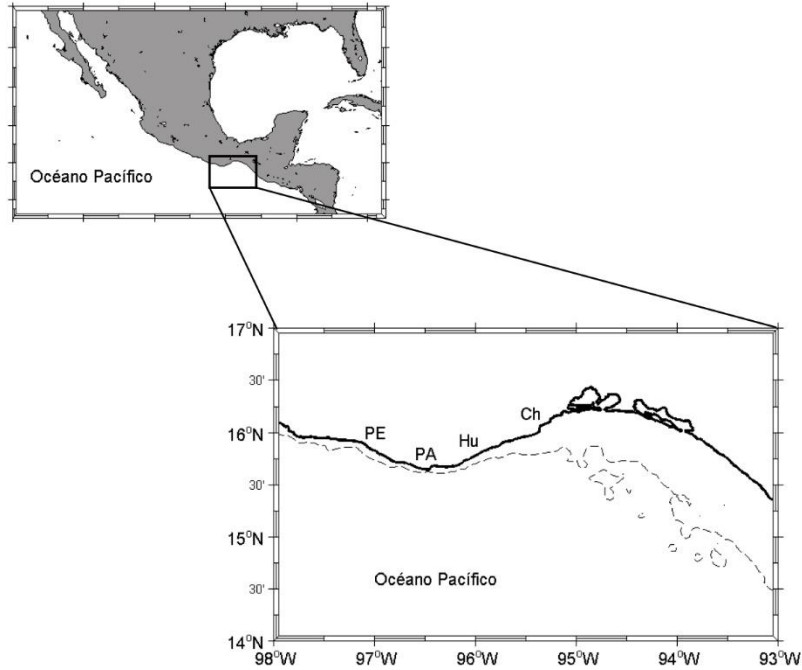 Océano Pacífico
17°N
30'
Ch
16°N
PE
Hu
PA
30'
15°N
30'
Océano Pacífico
14°N
98°W 97°W 96°W 95°W 94°W 93°W